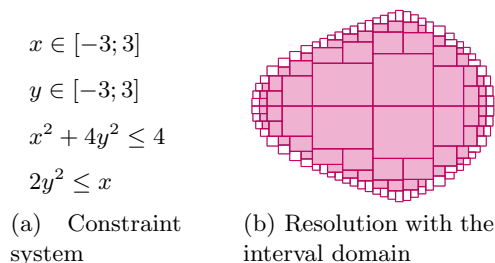 x ∈ [−3; 3]
y ∈ [−3; 3]
x² + 4y² ≤ 4
2y² ≤ x
(a) Constraint
system
(b) Resolution with the
interval domain